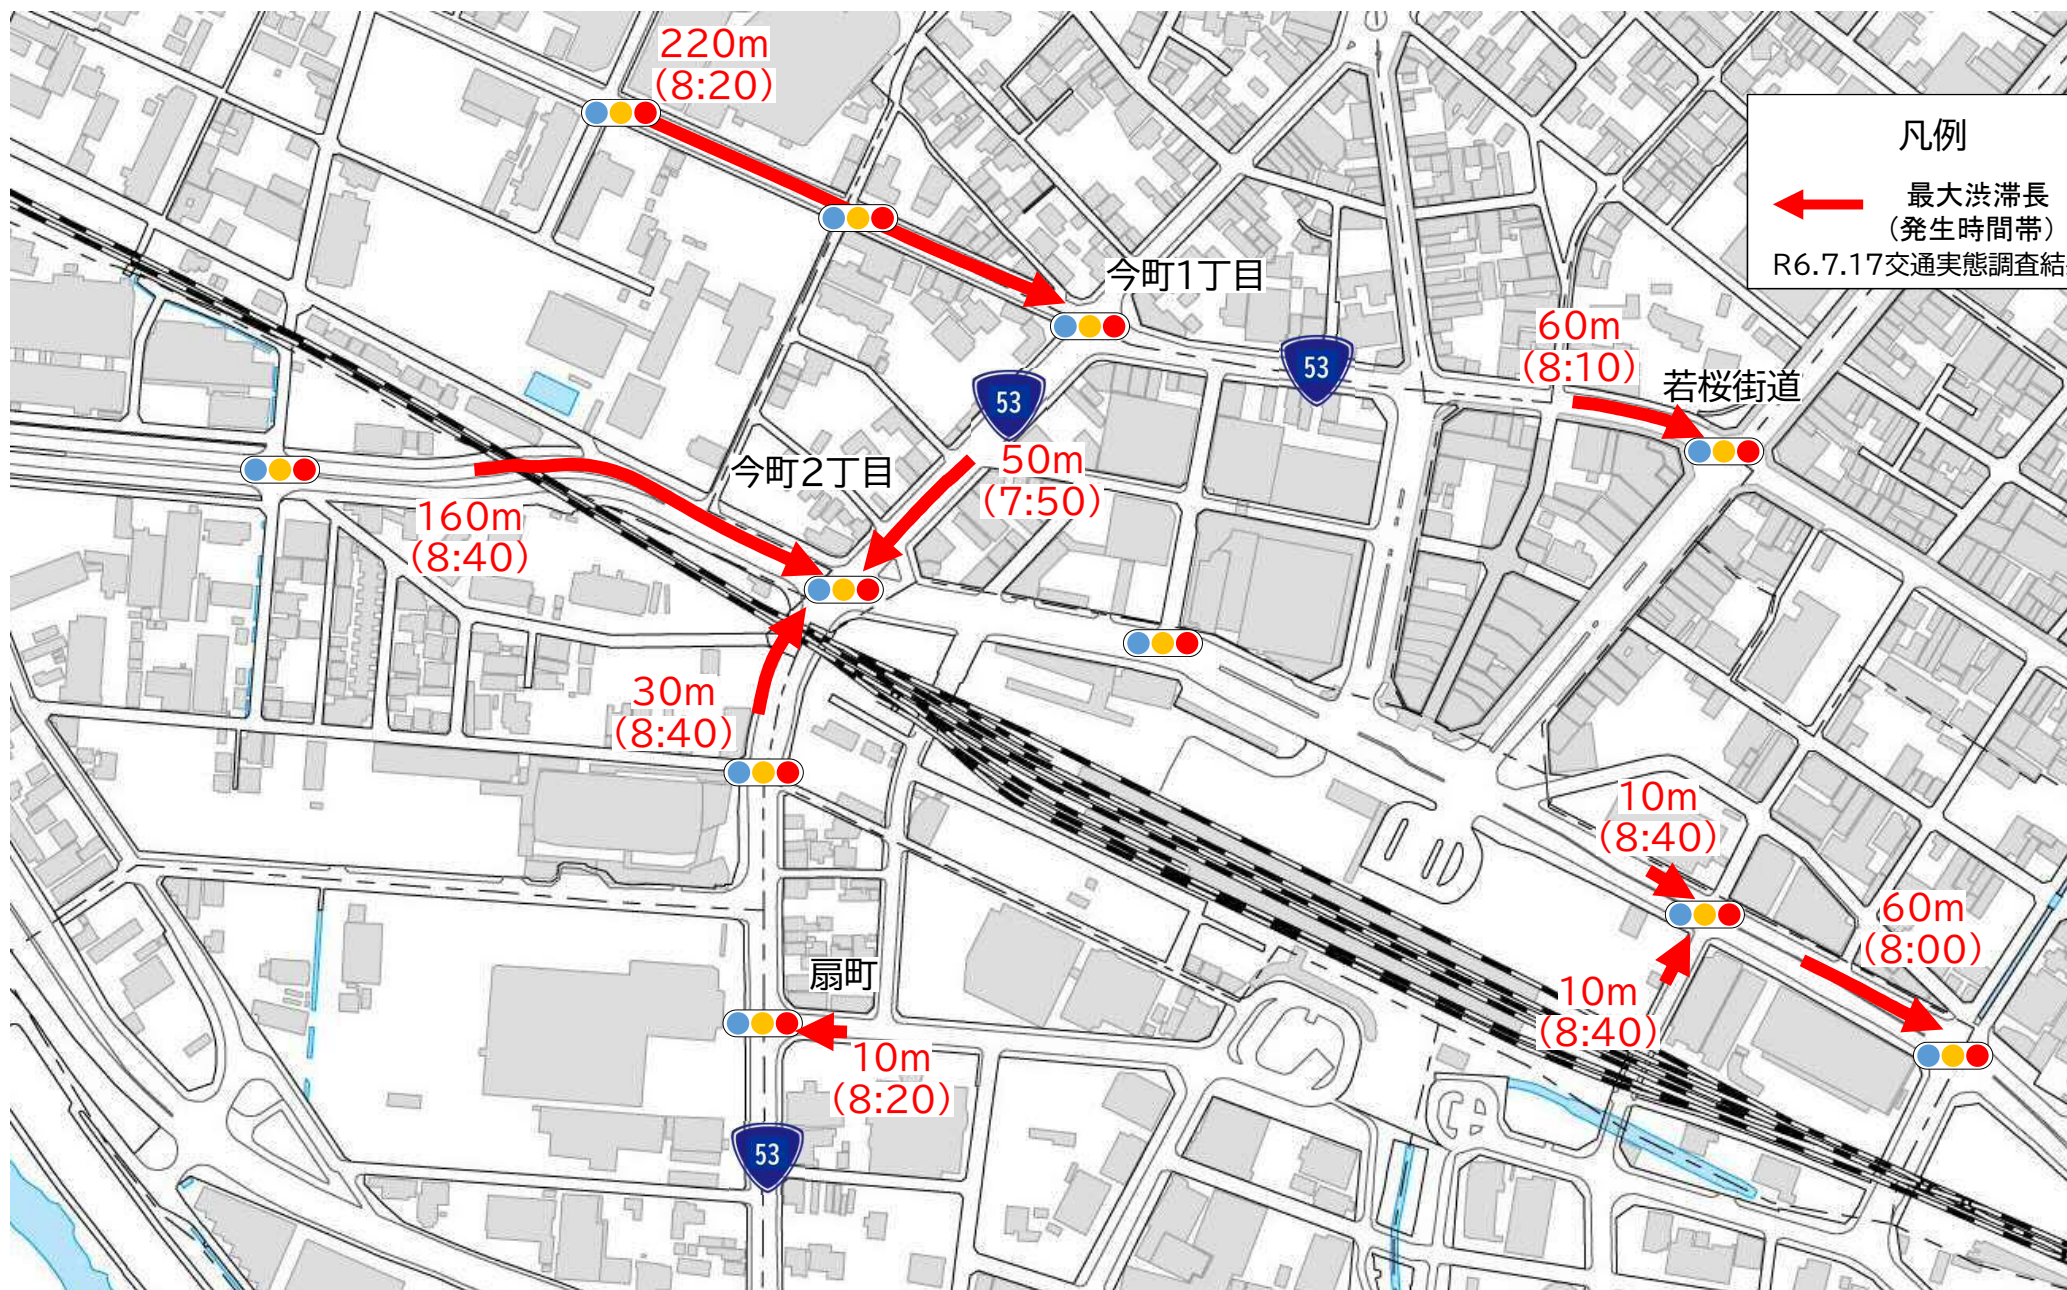 220m
(8:20)
凡例
最大渋滞長
(発生時間帯)
R6.7.17交通実態調査結
今町1丁目
60m
(8:10)
53
若桜街道
53
今町2丁目
50m
(7:50)
160m
(8:40)
30m
(8:40)
10m
(8:40)
60m
(8:00)
扇町
10m
(8:40)
10m
(8:20)
53